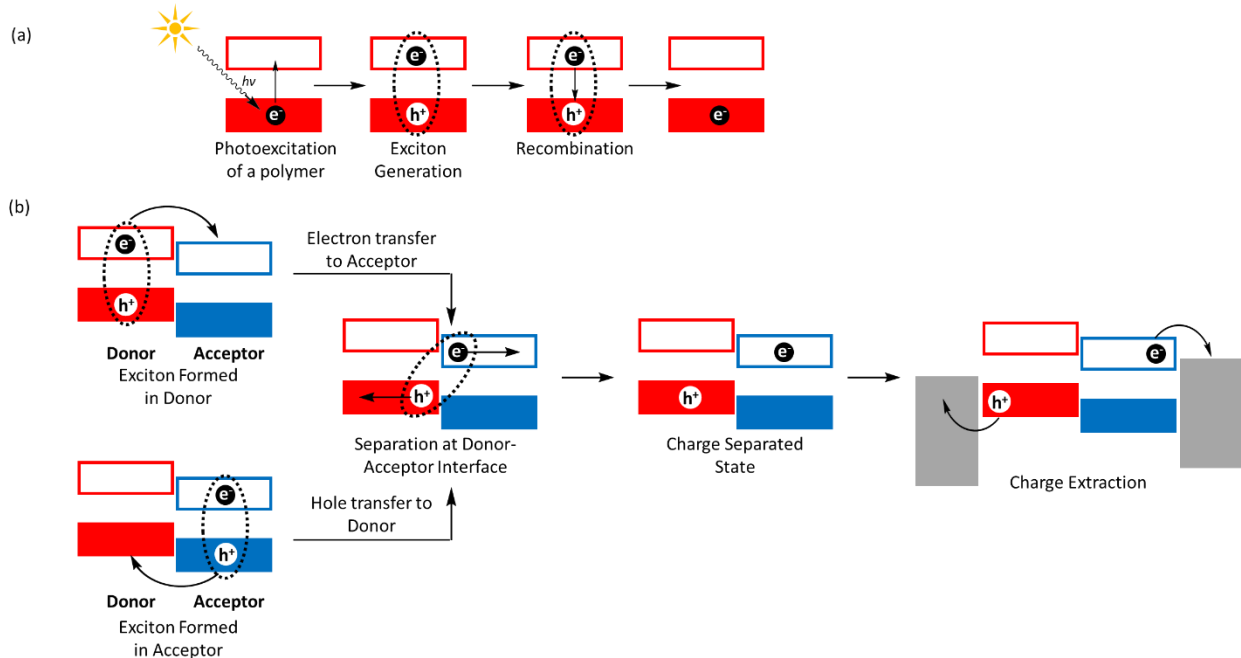 (a)
hν
e⁻
e⁻
h⁺
e⁻
h⁺
e⁻
Photoexcitation
of a polymer
Exciton
Generation
Recombination
(b)
e⁻
h⁺
Donor
Acceptor
Exciton Formed
in Donor
Electron transfer
to Acceptor
e⁻
h⁺
Separation at Donor-
Acceptor Interface
e⁻
h⁺
Charge Separated
State
e⁻
h⁺
Charge Extraction
e⁻
h⁺
Donor
Acceptor
Exciton Formed
in Acceptor
Hole transfer to
Donor